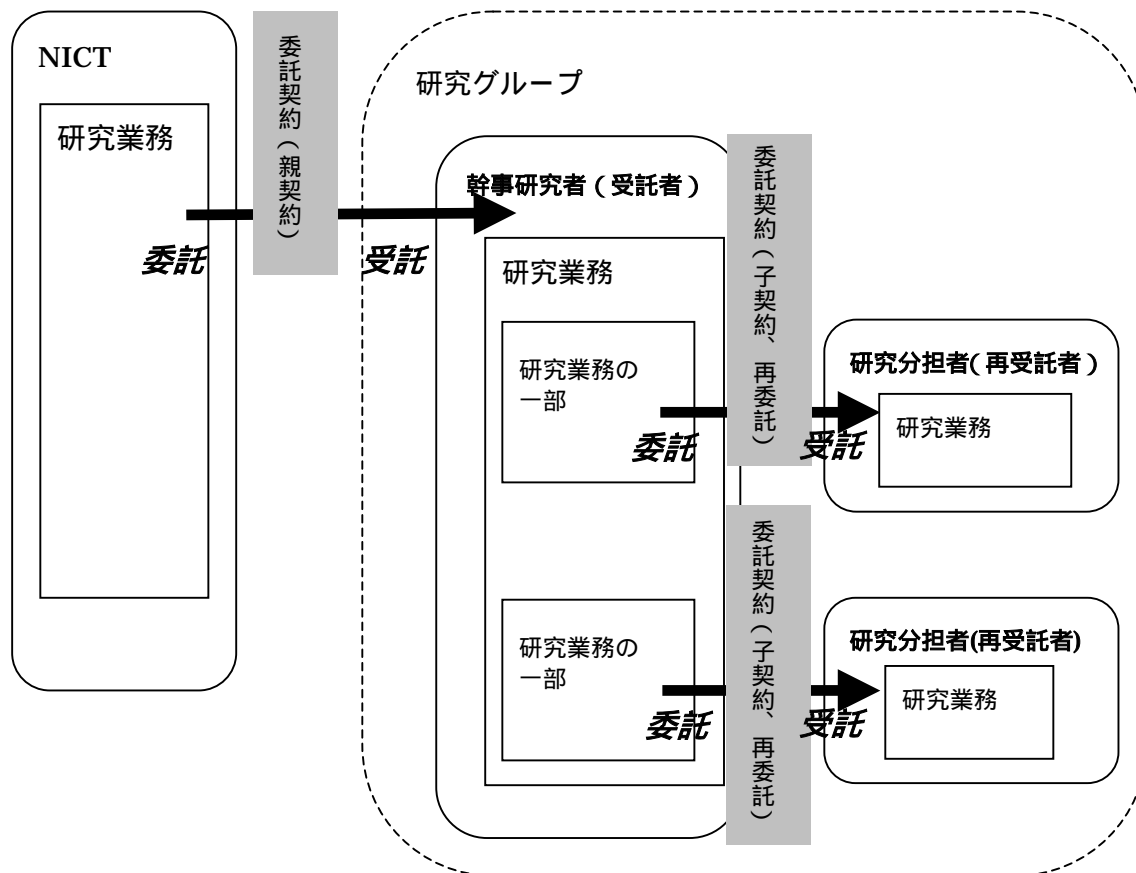 NICT
研究業務
委託
委託契約(親契約)
受託
研究グループ
幹事研究者(受託者)
研究業務
研究業務の
一部
委託
委託契約(子契約、再委託)
受託
研究分担者(再受託者)
研究業務
研究業務の
一部
委託
委託契約(子契約、再委託)
受託
研究分担者(再受託者)
研究業務